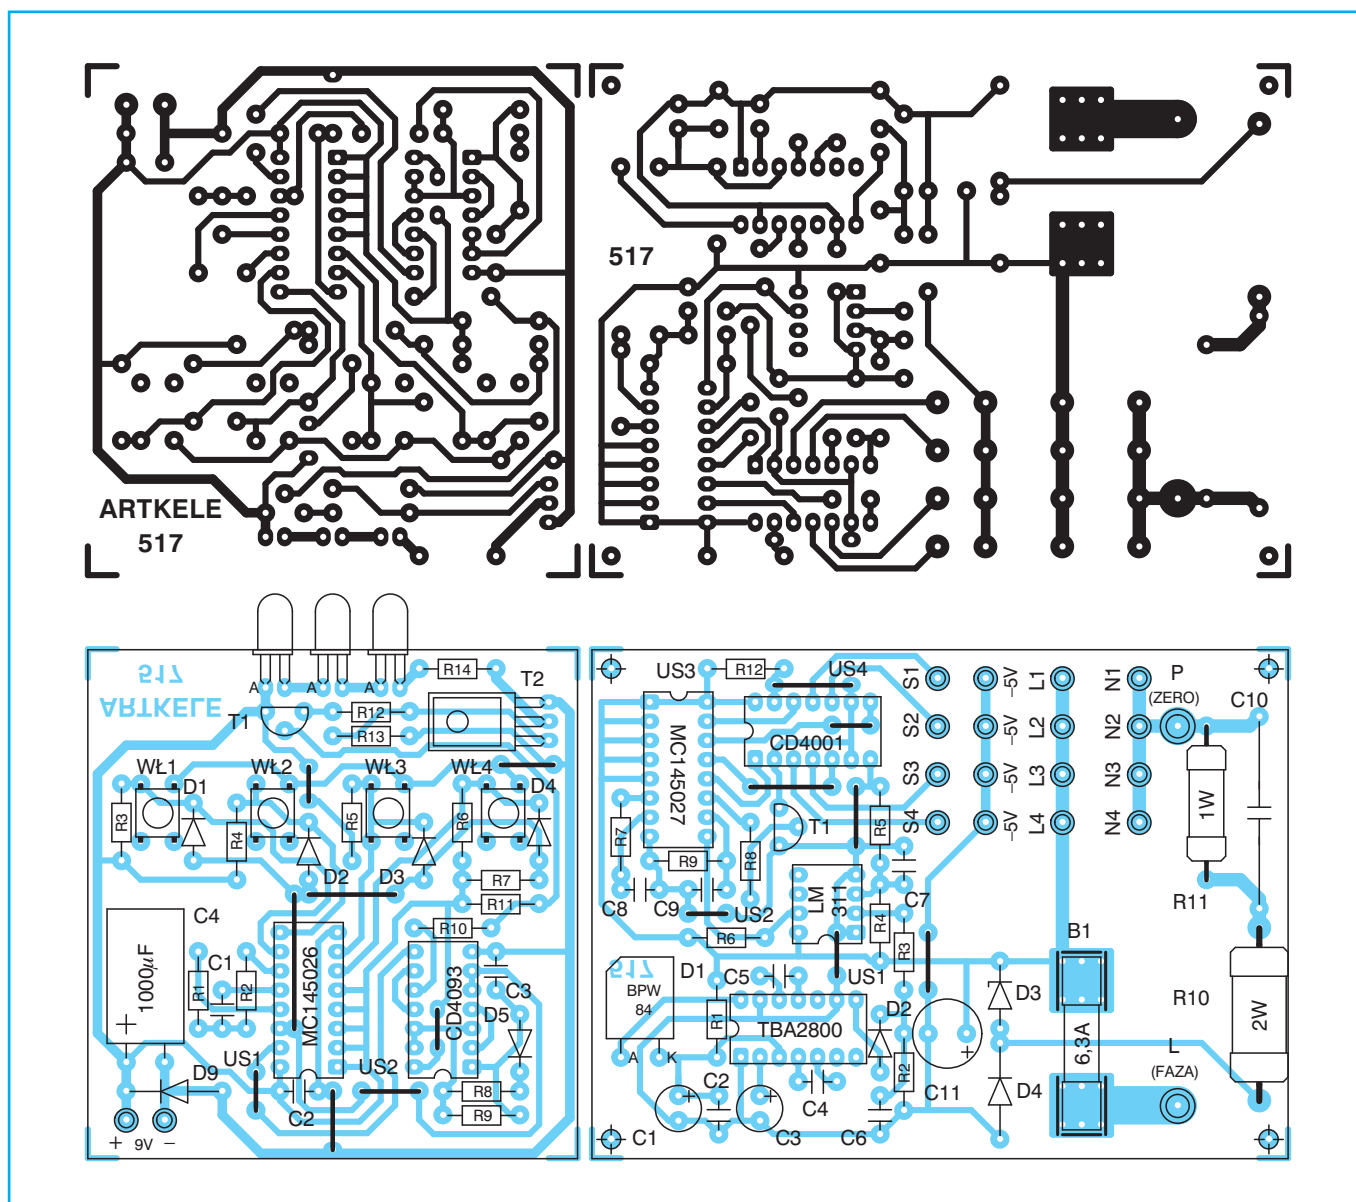 ARTKELE
517
517
517
ARTKELE
A
A
A
R14
T2
T1
R12
R13
WŁ1
WŁ2
WŁ3
WŁ4
D1
D4
R3
R4
R5
R6
D2
D3
R7
R11
R10
C4
1000µF
+
R1
C1
R2
MC145026
CD4093
C3
D5
US1
US2
D9
C2
R8
R9
+
9V
−
US3
R12
US4
S1
−5V
L1
N1
P
(ZERO)
C10
S2
−5V
L2
N2
MC145027
CD4001
S3
−5V
L3
N3
S4
−5V
L4
N4
1W
R7
R9
R8
T1
R5
C8
C9
US2
LM
311
C7
R4
R11
R6
R3
B1
517
BPW
84
D1
C5
US1
R1
TBA2800
D2
D3
R10
2W
A
K
6,3A
L
(FAZA)
C2
+
+
C4
R2
+
C11
D4
C1
C3
C6